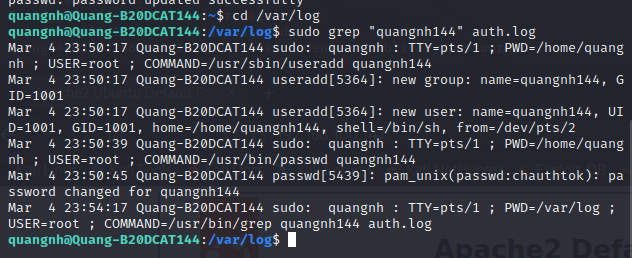 passwd: password updated successfully
quangnh@Quang-B20DCAT144:~$ cd /var/log
quangnh@Quang-B20DCAT144:/var/log$ sudo grep "quangnh144" auth.log
Mar  4 23:50:17 Quang-B20DCAT144 sudo:  quangnh : TTY=pts/1 ; PWD=/home/quang
nh ; USER=root ; COMMAND=/usr/sbin/useradd quangnh144
Mar  4 23:50:17 Quang-B20DCAT144 useradd[5364]: new group: name=quangnh144, G
ID=1001
Mar  4 23:50:17 Quang-B20DCAT144 useradd[5364]: new user: name=quangnh144, UI
D=1001, GID=1001, home=/home/quangnh144, shell=/bin/sh, from=/dev/pts/2
Mar  4 23:50:39 Quang-B20DCAT144 sudo:  quangnh : TTY=pts/1 ; PWD=/home/quang
nh ; USER=root ; COMMAND=/usr/bin/passwd quangnh144
Mar  4 23:50:45 Quang-B20DCAT144 passwd[5439]: pam_unix(passwd:chauthtok): pa
ssword changed for quangnh144
Mar  4 23:54:17 Quang-B20DCAT144 sudo:  quangnh : TTY=pts/1 ; PWD=/var/log ;
USER=root ; COMMAND=/usr/bin/grep quangnh144 auth.log
quangnh@Quang-B20DCAT144:/var/log$
Apache2 Defa